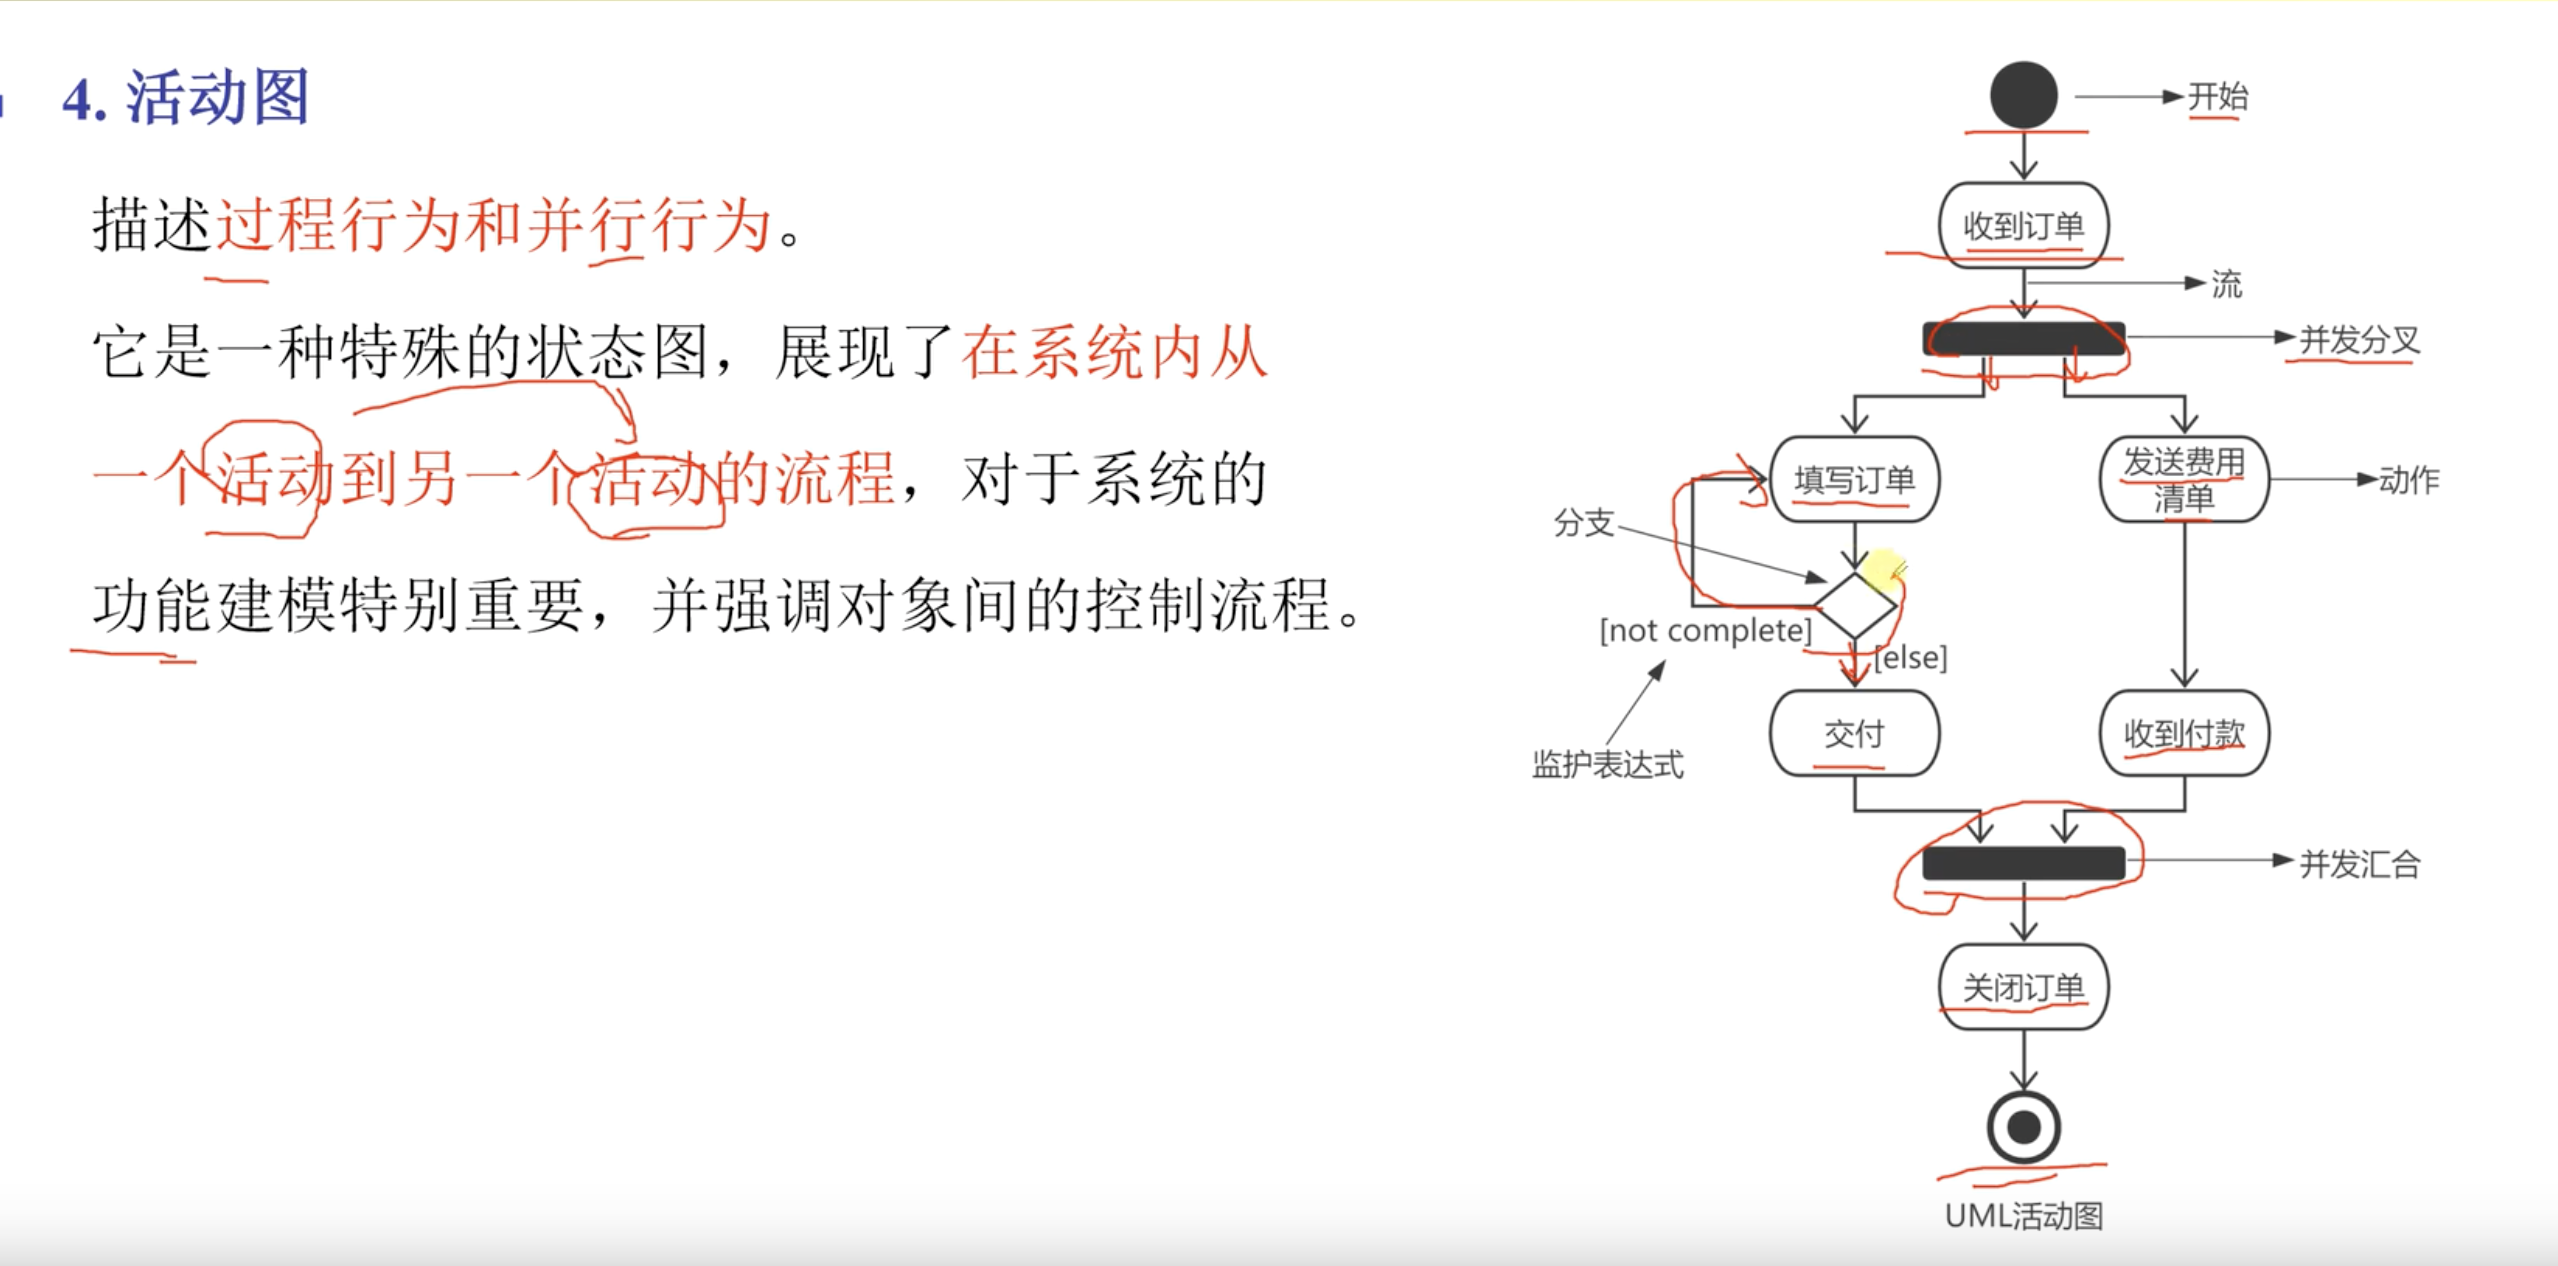 4. 活动图
描述过程行为和并行行为。
它是一种特殊的状态图，展现了在系统内从
一个活动到另一个活动的流程，对于系统的
功能建模特别重要，并强调对象间的控制流程。
开始
收到订单
流
并发分叉
填写订单
发送费用
清单
动作
分支
[not complete]
[else]
监护表达式
交付
收到付款
并发汇合
关闭订单
UML活动图